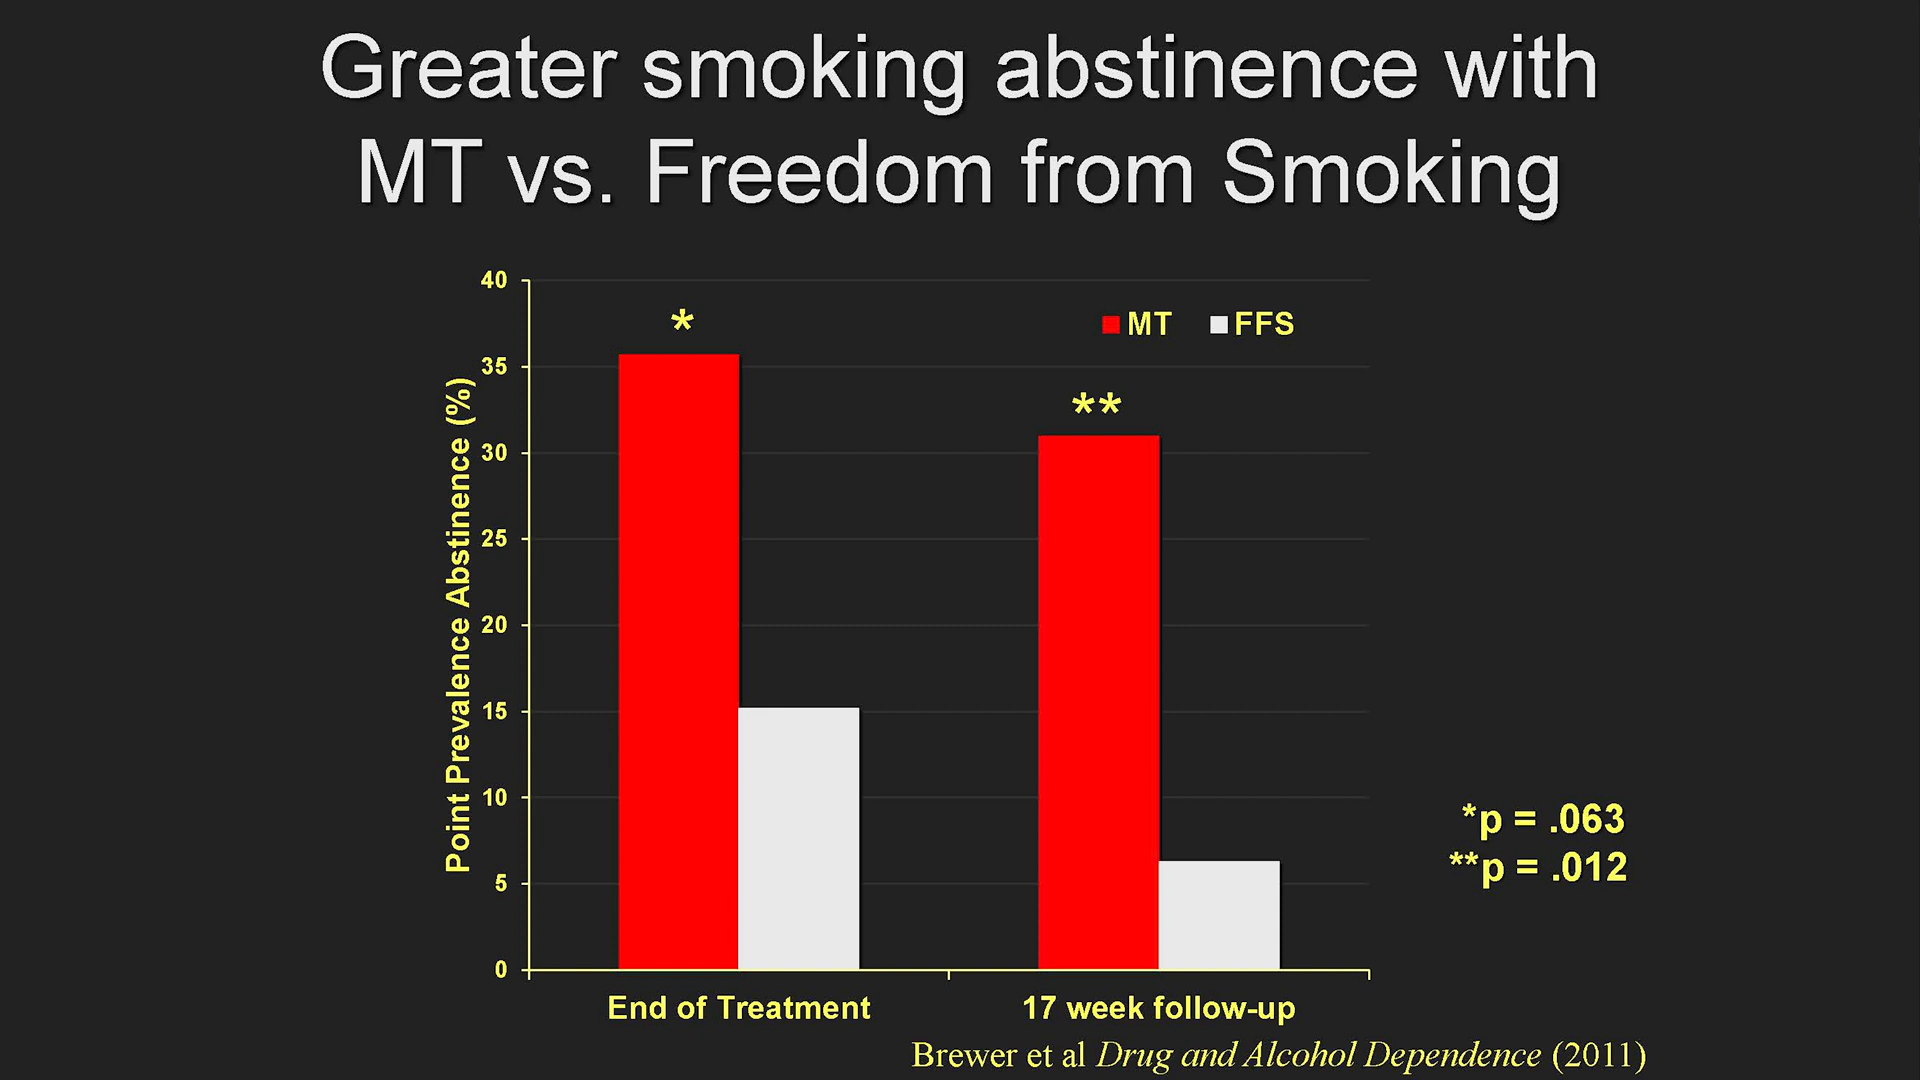 Greater smoking abstinence with
MT vs. Freedom from Smoking
Point Prevalence Abstinence (%)
40
35
30
25
20
15
10
5
0
*
**
MT
FFS
End of Treatment
17 week follow-up
*p = .063
**p = .012
Brewer et al Drug and Alcohol Dependence (2011)